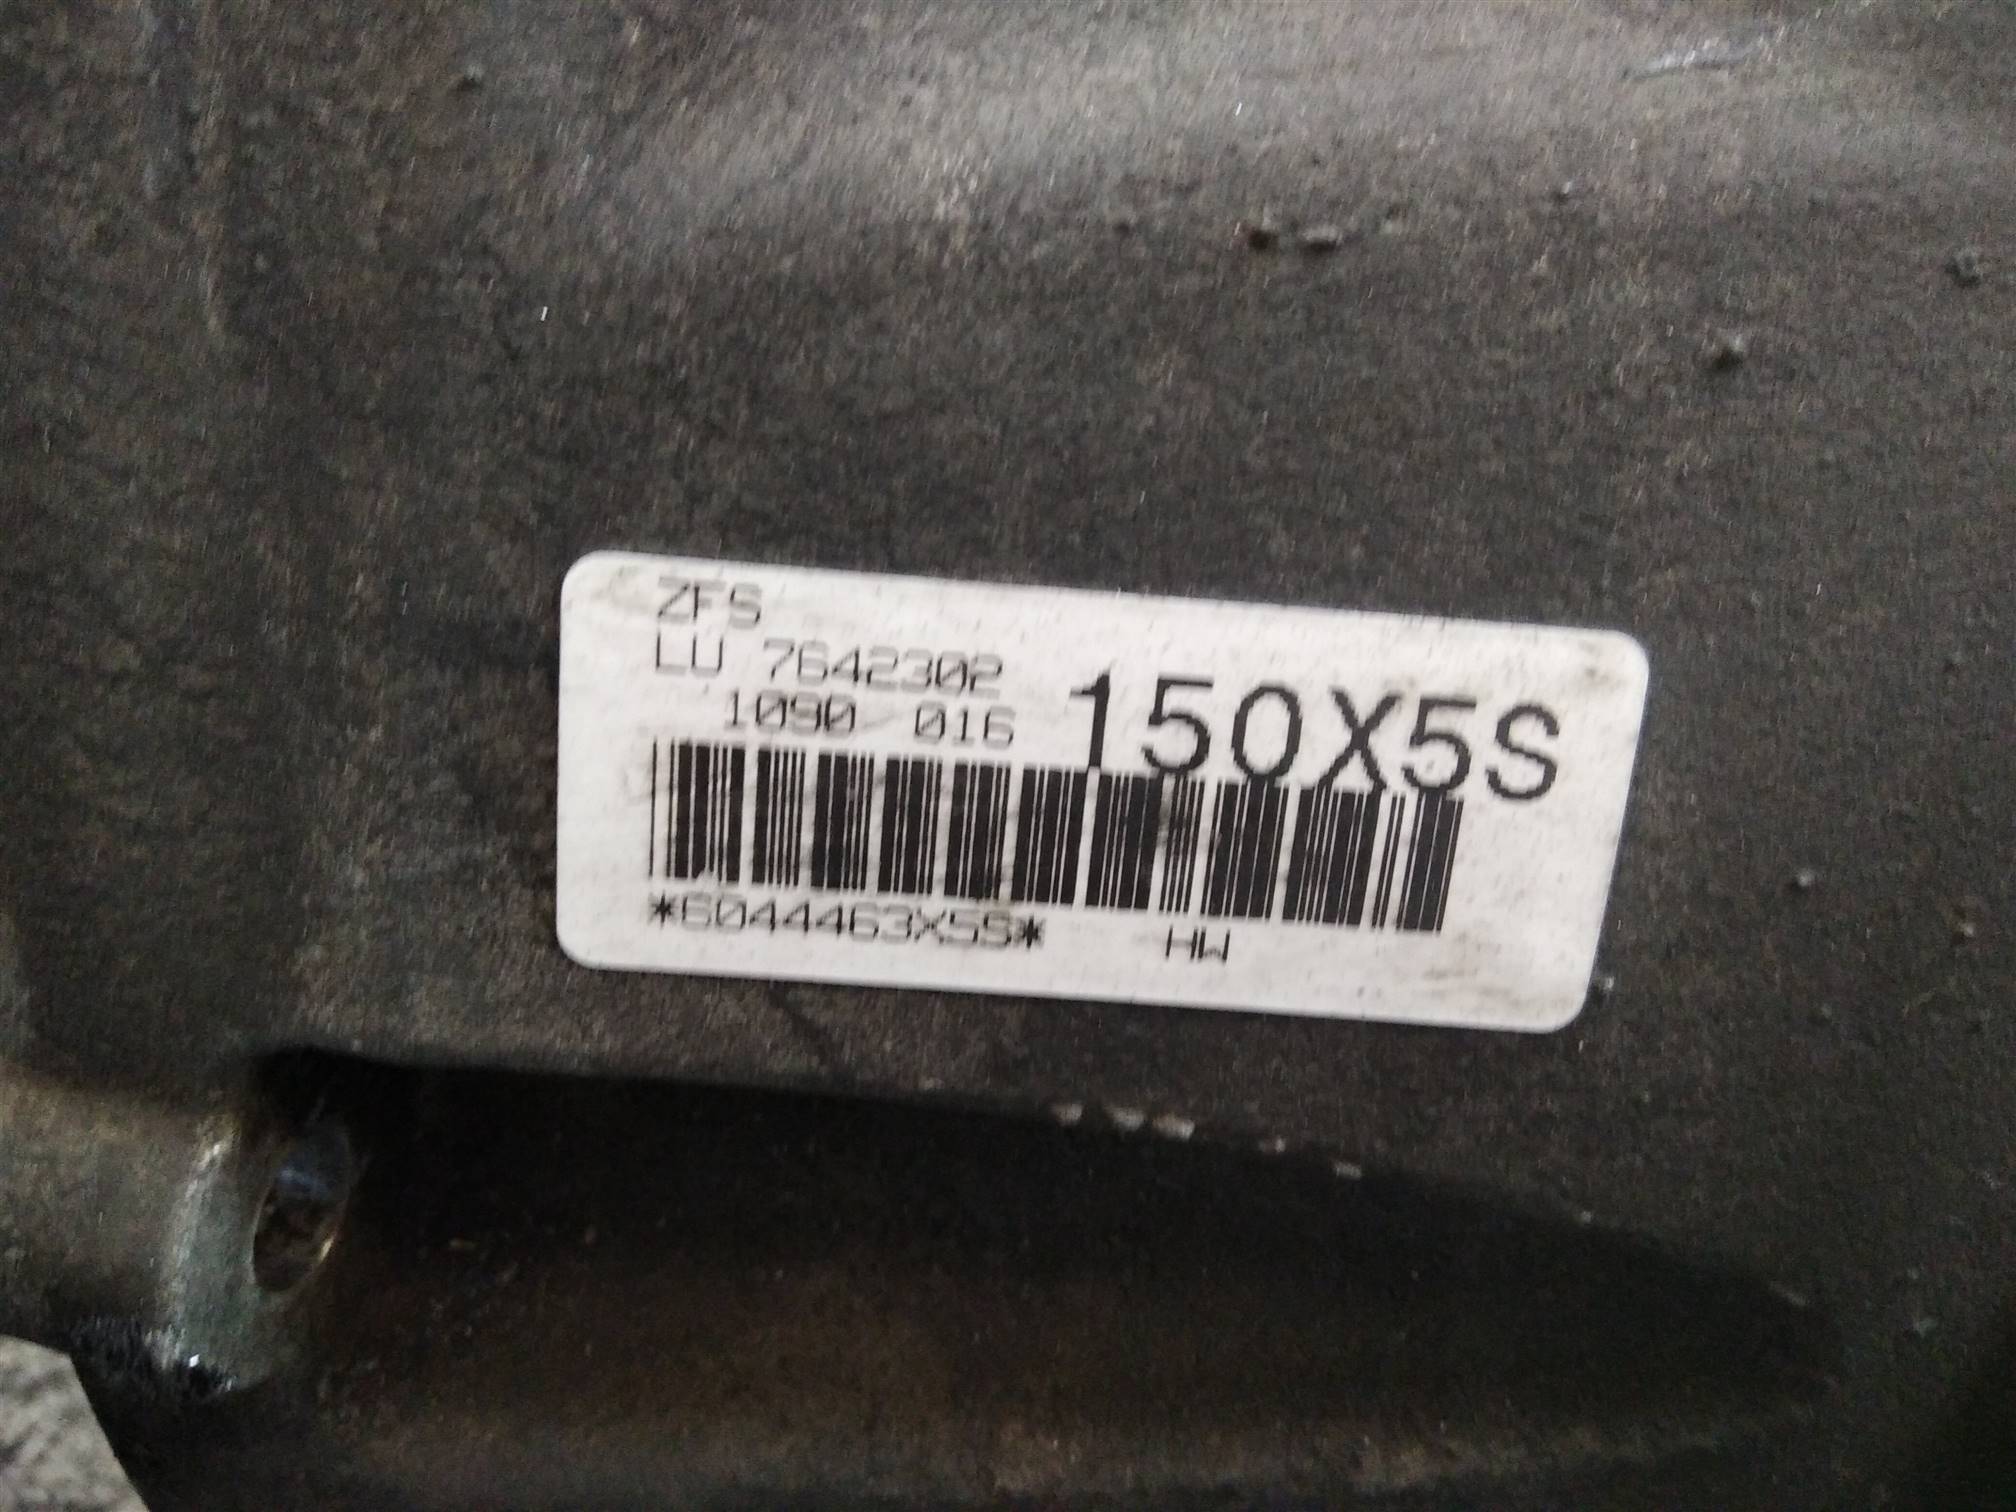 ZFS
LU 7642302
1090 016 150X5S
*6044463X5S* HW